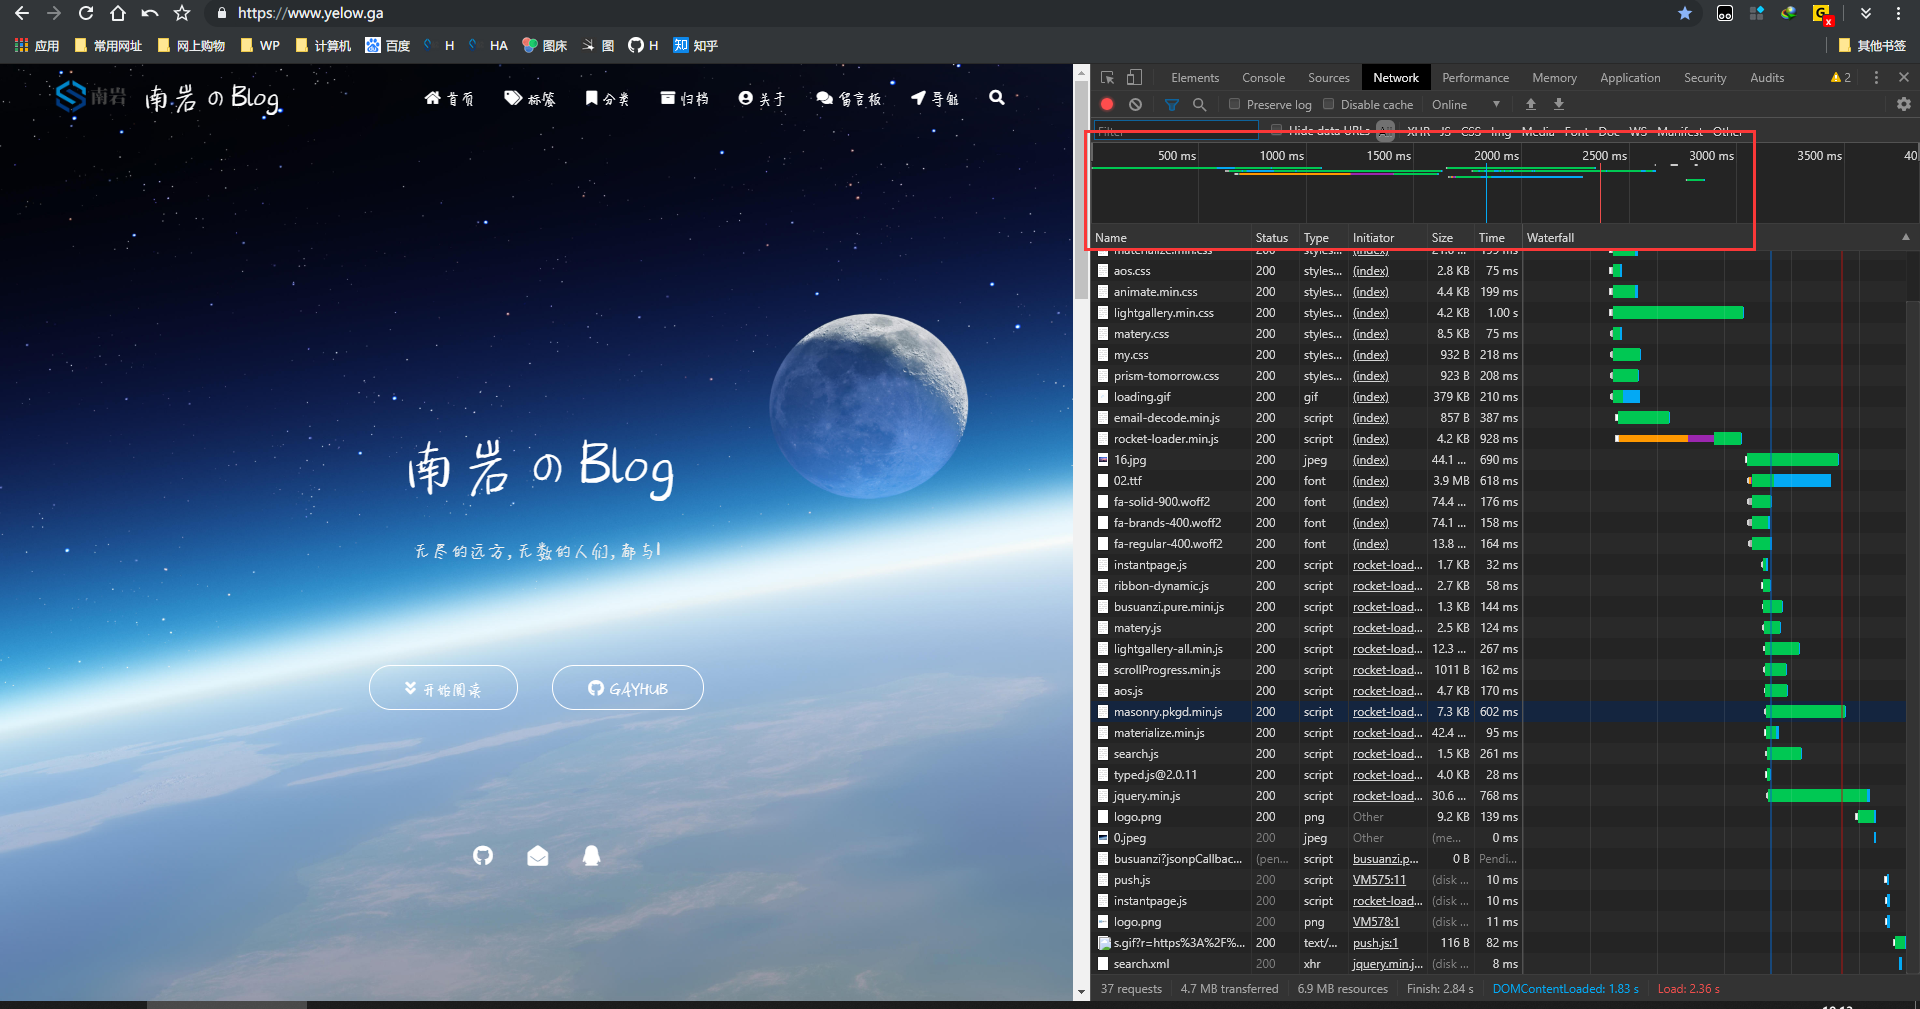 https://www.yelow.ga
应用 常用网址 网上购物 WP 计算机 百度 H HA 图床 图 H 知乎 其他书签
南岩 南岩のBlog 首页 标签 分类 归档 关于 留言板 导航
南岩のBlog
无尽的远方,无数的人们,都与
开始阅读 GAYHUB
Elements Console Sources Network Performance Memory Application Security Audits 2
Preserve log Disable cache Online
Filter Hide data URLs All XHR JS CSS Img Media Font Doc WS Manifest Other
500 ms 1000 ms 1500 ms 2000 ms 2500 ms 3000 ms 3500 ms 40
Name Status Type Initiator Size Time Waterfall
materialize.min.css 200 styles... (index) 21.8 ... 199 ms
aos.css 200 styles... (index) 2.8 KB 75 ms
animate.min.css 200 styles... (index) 4.4 KB 199 ms
lightgallery.min.css 200 styles... (index) 4.2 KB 1.00 s
matery.css 200 styles... (index) 8.5 KB 75 ms
my.css 200 styles... (index) 932 B 218 ms
prism-tomorrow.css 200 styles... (index) 923 B 208 ms
loading.gif 200 gif (index) 379 KB 210 ms
email-decode.min.js 200 script (index) 857 B 387 ms
rocket-loader.min.js 200 script (index) 4.2 KB 928 ms
16.jpg 200 jpeg (index) 44.1 ... 690 ms
02.ttf 200 font (index) 3.9 MB 618 ms
fa-solid-900.woff2 200 font (index) 74.4 ... 176 ms
fa-brands-400.woff2 200 font (index) 74.1 ... 158 ms
fa-regular-400.woff2 200 font (index) 13.8 ... 164 ms
instantpage.js 200 script rocket-load... 1.7 KB 32 ms
ribbon-dynamic.js 200 script rocket-load... 2.7 KB 58 ms
busuanzi.pure.mini.js 200 script rocket-load... 1.3 KB 144 ms
matery.js 200 script rocket-load... 2.5 KB 124 ms
lightgallery-all.min.js 200 script rocket-load... 12.3 ... 267 ms
scrollProgress.min.js 200 script rocket-load... 1011 B 162 ms
aos.js 200 script rocket-load... 4.7 KB 170 ms
masonry.pkgd.min.js 200 script rocket-load... 7.3 KB 602 ms
materialize.min.js 200 script rocket-load... 42.4 ... 95 ms
search.js 200 script rocket-load... 1.5 KB 261 ms
typed.js@2.0.11 200 script rocket-load... 4.0 KB 28 ms
jquery.min.js 200 script rocket-load... 30.6 ... 768 ms
logo.png 200 png Other 9.2 KB 139 ms
0.jpeg 200 jpeg Other (me... 0 ms
busuanzi?jsonpCallbac... (pen... script busuanzi.p... 0 B Pendi...
push.js 200 script VM575:11 (disk ... 10 ms
instantpage.js 200 script rocket-load... (disk ... 10 ms
logo.png 200 png VM578:1 (disk ... 11 ms
s.gif?r=https%3A%2F%... 200 text/... push.js:1 116 B 82 ms
search.xml 200 xhr jquery.min.j... (disk ... 8 ms
37 requests 4.7 MB transferred 6.9 MB resources Finish: 2.84 s DOMContentLoaded: 1.83 s Load: 2.36 s